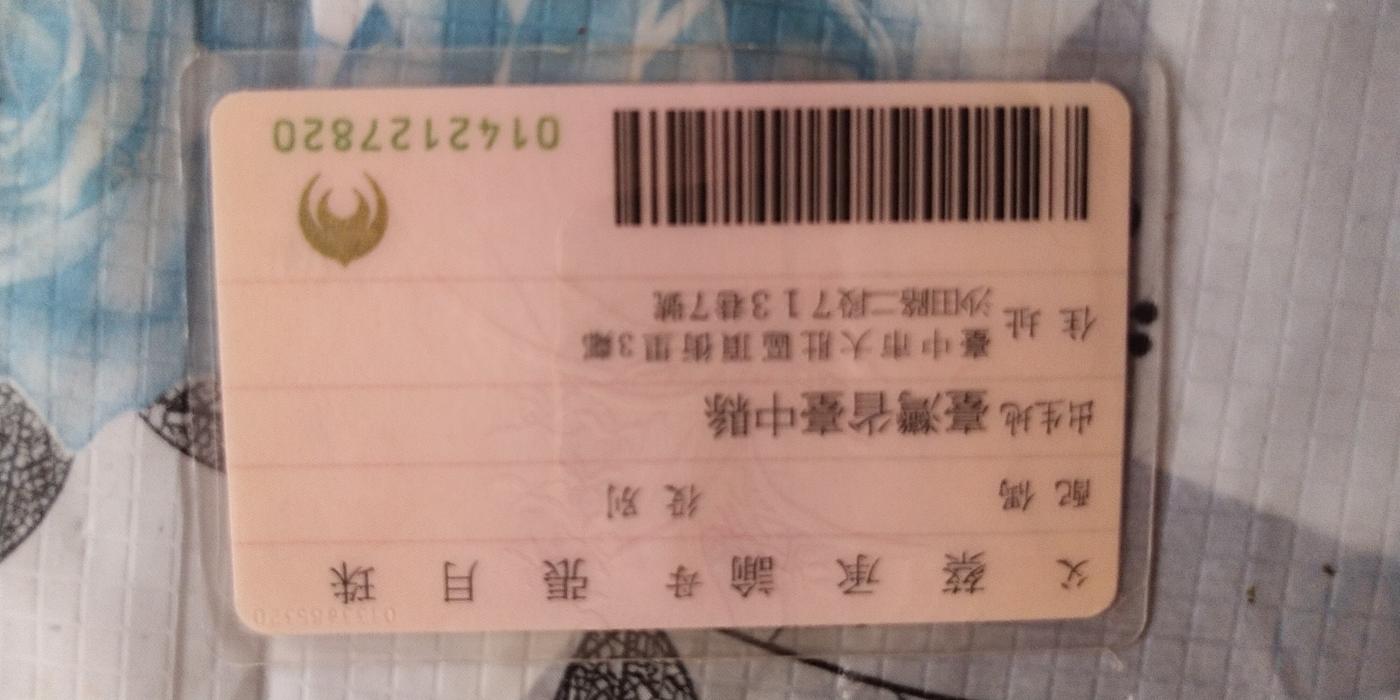 父 蔡承諭 母 張月珠
配偶 役別
出生地 臺灣省臺中縣
住址 臺中市大肚區頂街里3鄰
沙田路二段713巷7號
0142127820